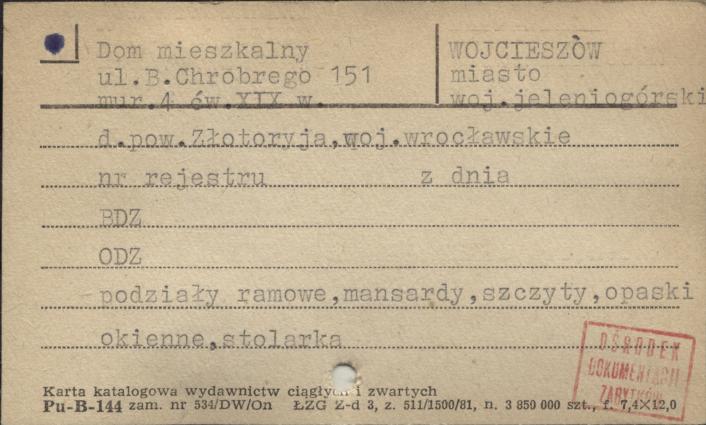 Dom mieszkalny
ul.B.Chrobrego 151
mur.4 ćw.XIX w.
WOJCIESZÓW
miasto
woj.jeleniogórski
d.pow.Złotoryja,woj.wrocławskie
nr rejestru z dnia
BDZ
ODZ
podziały ramowe,mansardy,szczyty,opaski
okienne,stolarka
OŚRODEK
DOKUMENTACJI
ZABYTKÓW
Karta katalogowa wydawnictw ciągłych i zwartych
Pu-B-144 zam. nr 534/DW/On ŁZG Z-d 3, z. 511/1500/81, n. 3 850 000 szt., f. 7,4×12,0